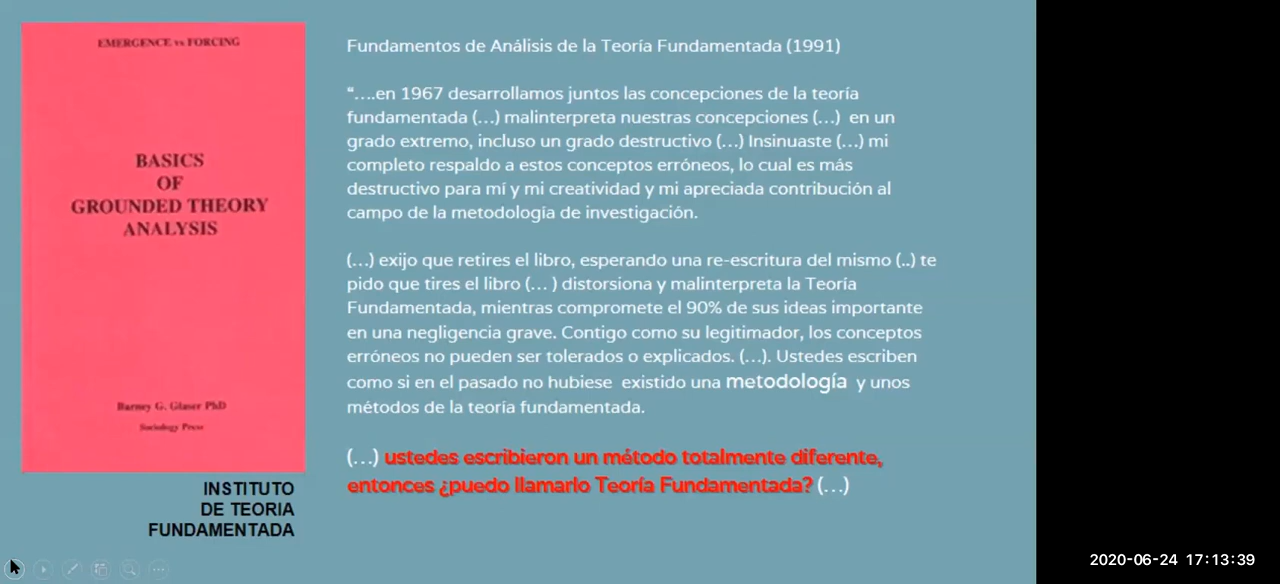 EMERGENCE vs FORCING
BASICS
OF
GROUNDED THEORY
ANALYSIS
Barney G. Glaser PhD
Sociology Press
INSTITUTO
DE TEORIA
FUNDAMENTADA
Fundamentos de Análisis de la Teoría Fundamentada (1991)
“….en 1967 desarrollamos juntos las concepciones de la teoría
fundamentada (…) malinterpreta nuestras concepciones (…) en un
grado extremo, incluso un grado destructivo (…) Insinuaste (…) mi
completo respaldo a estos conceptos erróneos, lo cual es más
destructivo para mí y mi creatividad y mi apreciada contribución al
campo de la metodología de investigación.
(…) exijo que retires el libro, esperando una re-escritura del mismo (..) te
pido que tires el libro (… ) distorsiona y malinterpreta la Teoría
Fundamentada, mientras compromete el 90% de sus ideas importante
en una negligencia grave. Contigo como su legitimador, los conceptos
erróneos no pueden ser tolerados o explicados. (…). Ustedes escriben
como si en el pasado no hubiese existido una metodología y unos
métodos de la teoría fundamentada.
(…) ustedes escribieron un método totalmente diferente,
entonces ¿puedo llamarlo Teoría Fundamentada? (…)
2020-06-24 17:13:39